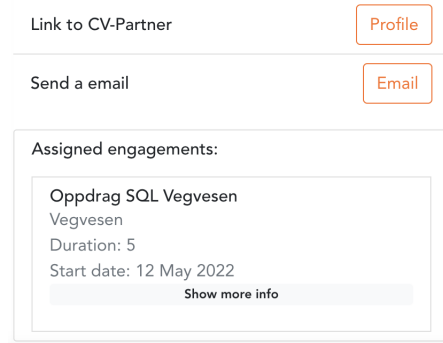 Link to CV-Partner
Profile
Send a email
Email
Assigned engagements:
Oppdrag SQL Vegvesen
Vegvesen
Duration: 5
Start date: 12 May 2022
Show more info